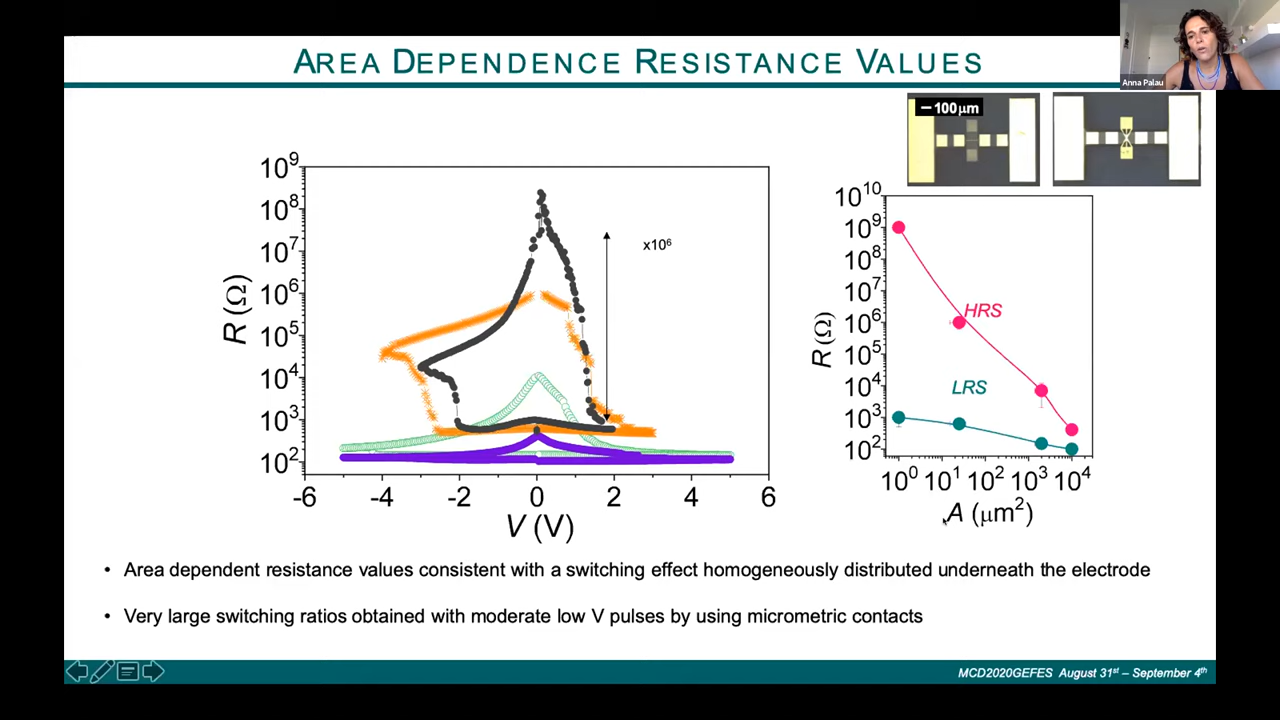 AREA DEPENDENCE RESISTANCE VALUES
Anna Palau
100μm
10⁹
10⁸
10⁷
10⁶
10⁵
10⁴
10³
10²
R (Ω)
x10⁶
-6 -4 -2 0 2 4 6
V (V)
10¹⁰
10⁹
10⁸
10⁷
10⁶
10⁵
10⁴
10³
10²
R (Ω)
HRS
LRS
10⁰ 10¹ 10² 10³ 10⁴
A (μm²)
• Area dependent resistance values consistent with a switching effect homogeneously distributed underneath the electrode
• Very large switching ratios obtained with moderate low V pulses by using micrometric contacts
MCD2020GEFES August 31ˢᵗ – September 4ᵗʰ